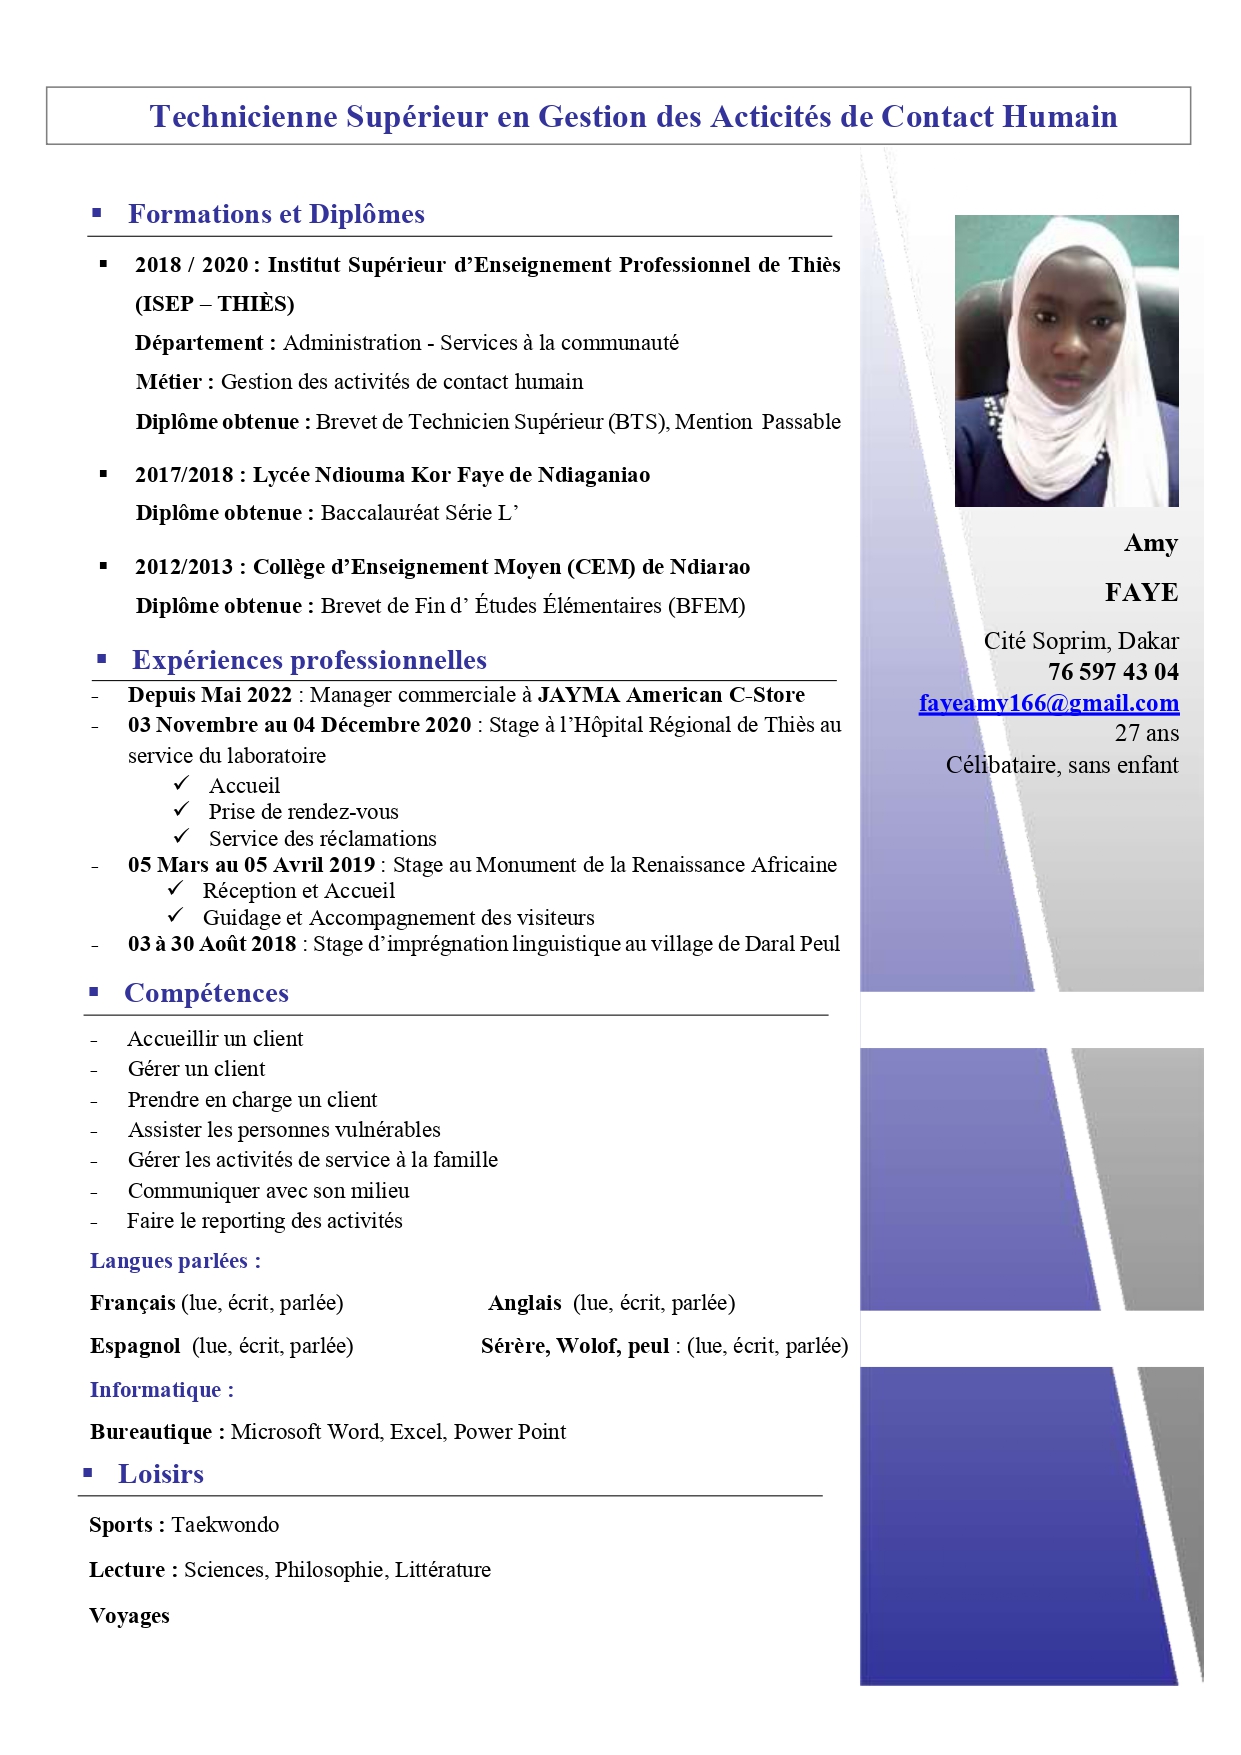 Technicienne Supérieur en Gestion des Acticités de Contact Humain
▪ Formations et Diplômes
▪ 2018 / 2020 : Institut Supérieur d’Enseignement Professionnel de Thiès
(ISEP – THIÈS)
Département : Administration - Services à la communauté
Métier : Gestion des activités de contact humain
Diplôme obtenue : Brevet de Technicien Supérieur (BTS), Mention Passable
▪ 2017/2018 : Lycée Ndiouma Kor Faye de Ndiaganiao
Diplôme obtenue : Baccalauréat Série L’
▪ 2012/2013 : Collège d’Enseignement Moyen (CEM) de Ndiarao
Diplôme obtenue : Brevet de Fin d’ Études Élémentaires (BFEM)
▪ Expériences professionnelles
- Depuis Mai 2022 : Manager commerciale à JAYMA American C-Store
- 03 Novembre au 04 Décembre 2020 : Stage à l’Hôpital Régional de Thiès au
service du laboratoire
✓ Accueil
✓ Prise de rendez-vous
✓ Service des réclamations
- 05 Mars au 05 Avril 2019 : Stage au Monument de la Renaissance Africaine
✓ Réception et Accueil
✓ Guidage et Accompagnement des visiteurs
- 03 à 30 Août 2018 : Stage d’imprégnation linguistique au village de Daral Peul
▪ Compétences
- Accueillir un client
- Gérer un client
- Prendre en charge un client
- Assister les personnes vulnérables
- Gérer les activités de service à la famille
- Communiquer avec son milieu
- Faire le reporting des activités
Langues parlées :
Français (lue, écrit, parlée) Anglais (lue, écrit, parlée)
Espagnol (lue, écrit, parlée) Sérère, Wolof, peul : (lue, écrit, parlée)
Informatique :
Bureautique : Microsoft Word, Excel, Power Point
▪ Loisirs
Sports : Taekwondo
Lecture : Sciences, Philosophie, Littérature
Voyages
Amy
FAYE
Cité Soprim, Dakar
76 597 43 04
fayeamy166@gmail.com
27 ans
Célibataire, sans enfant